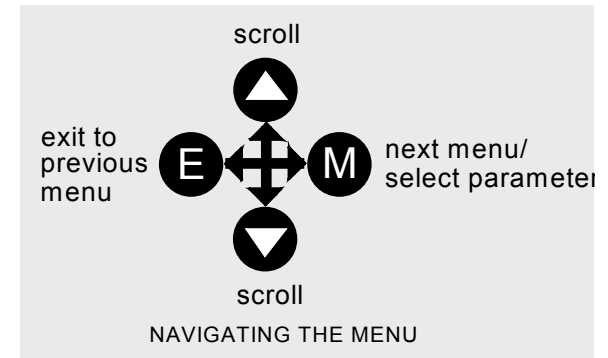 scroll
exit to
previous
menu
E
M
next menu/
select parameter
scroll
NAVIGATING THE MENU